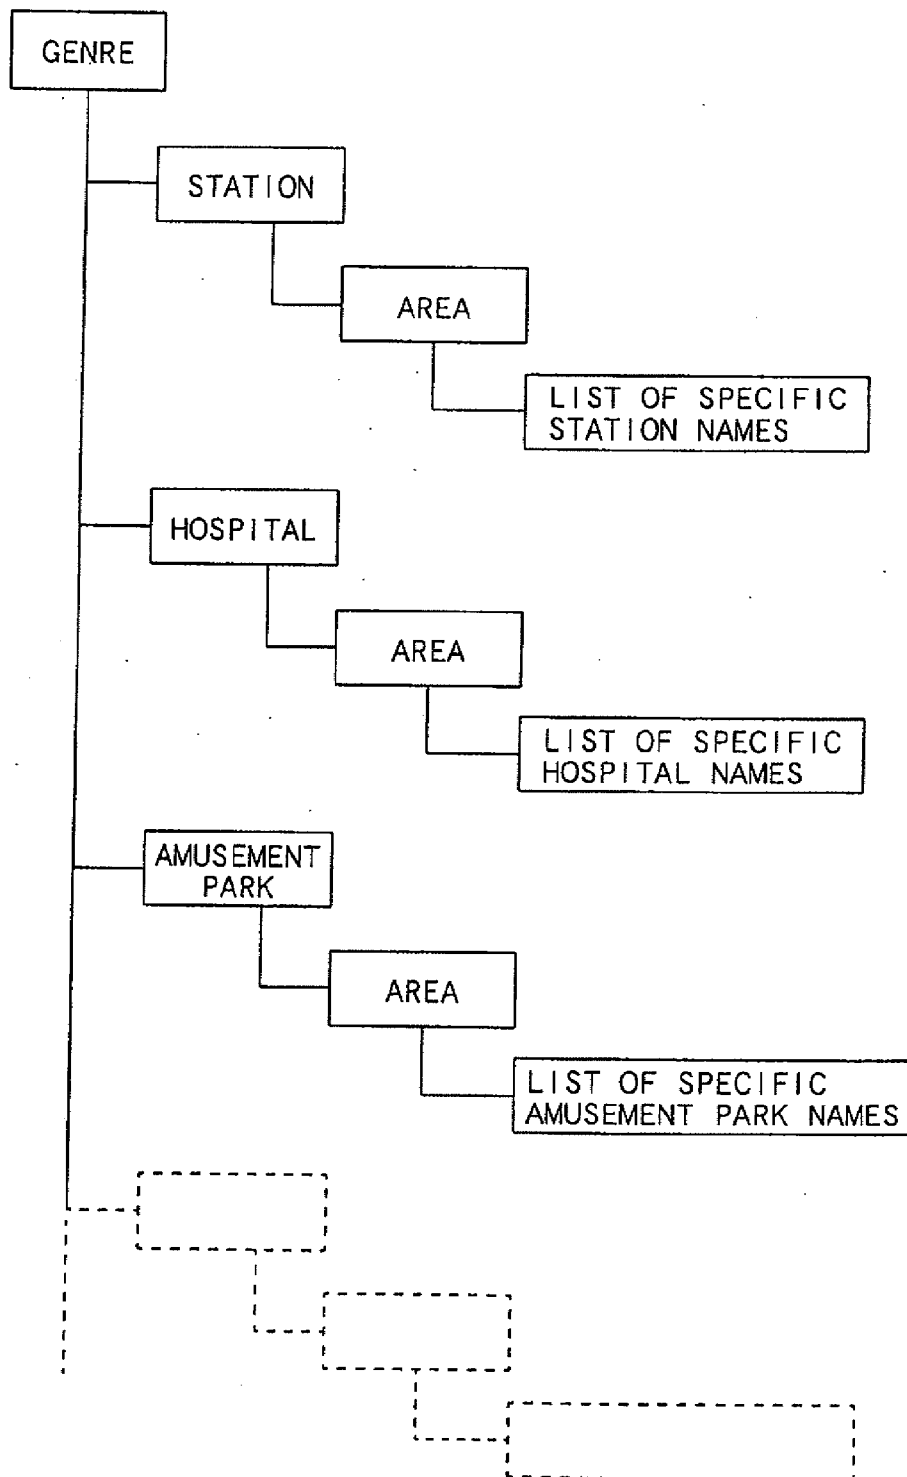 GENRE
STATION
AREA
LIST OF SPECIFIC
STATION NAMES
HOSPITAL
AREA
LIST OF SPECIFIC
HOSPITAL NAMES
AMUSEMENT
PARK
AREA
LIST OF SPECIFIC
AMUSEMENT PARK NAMES